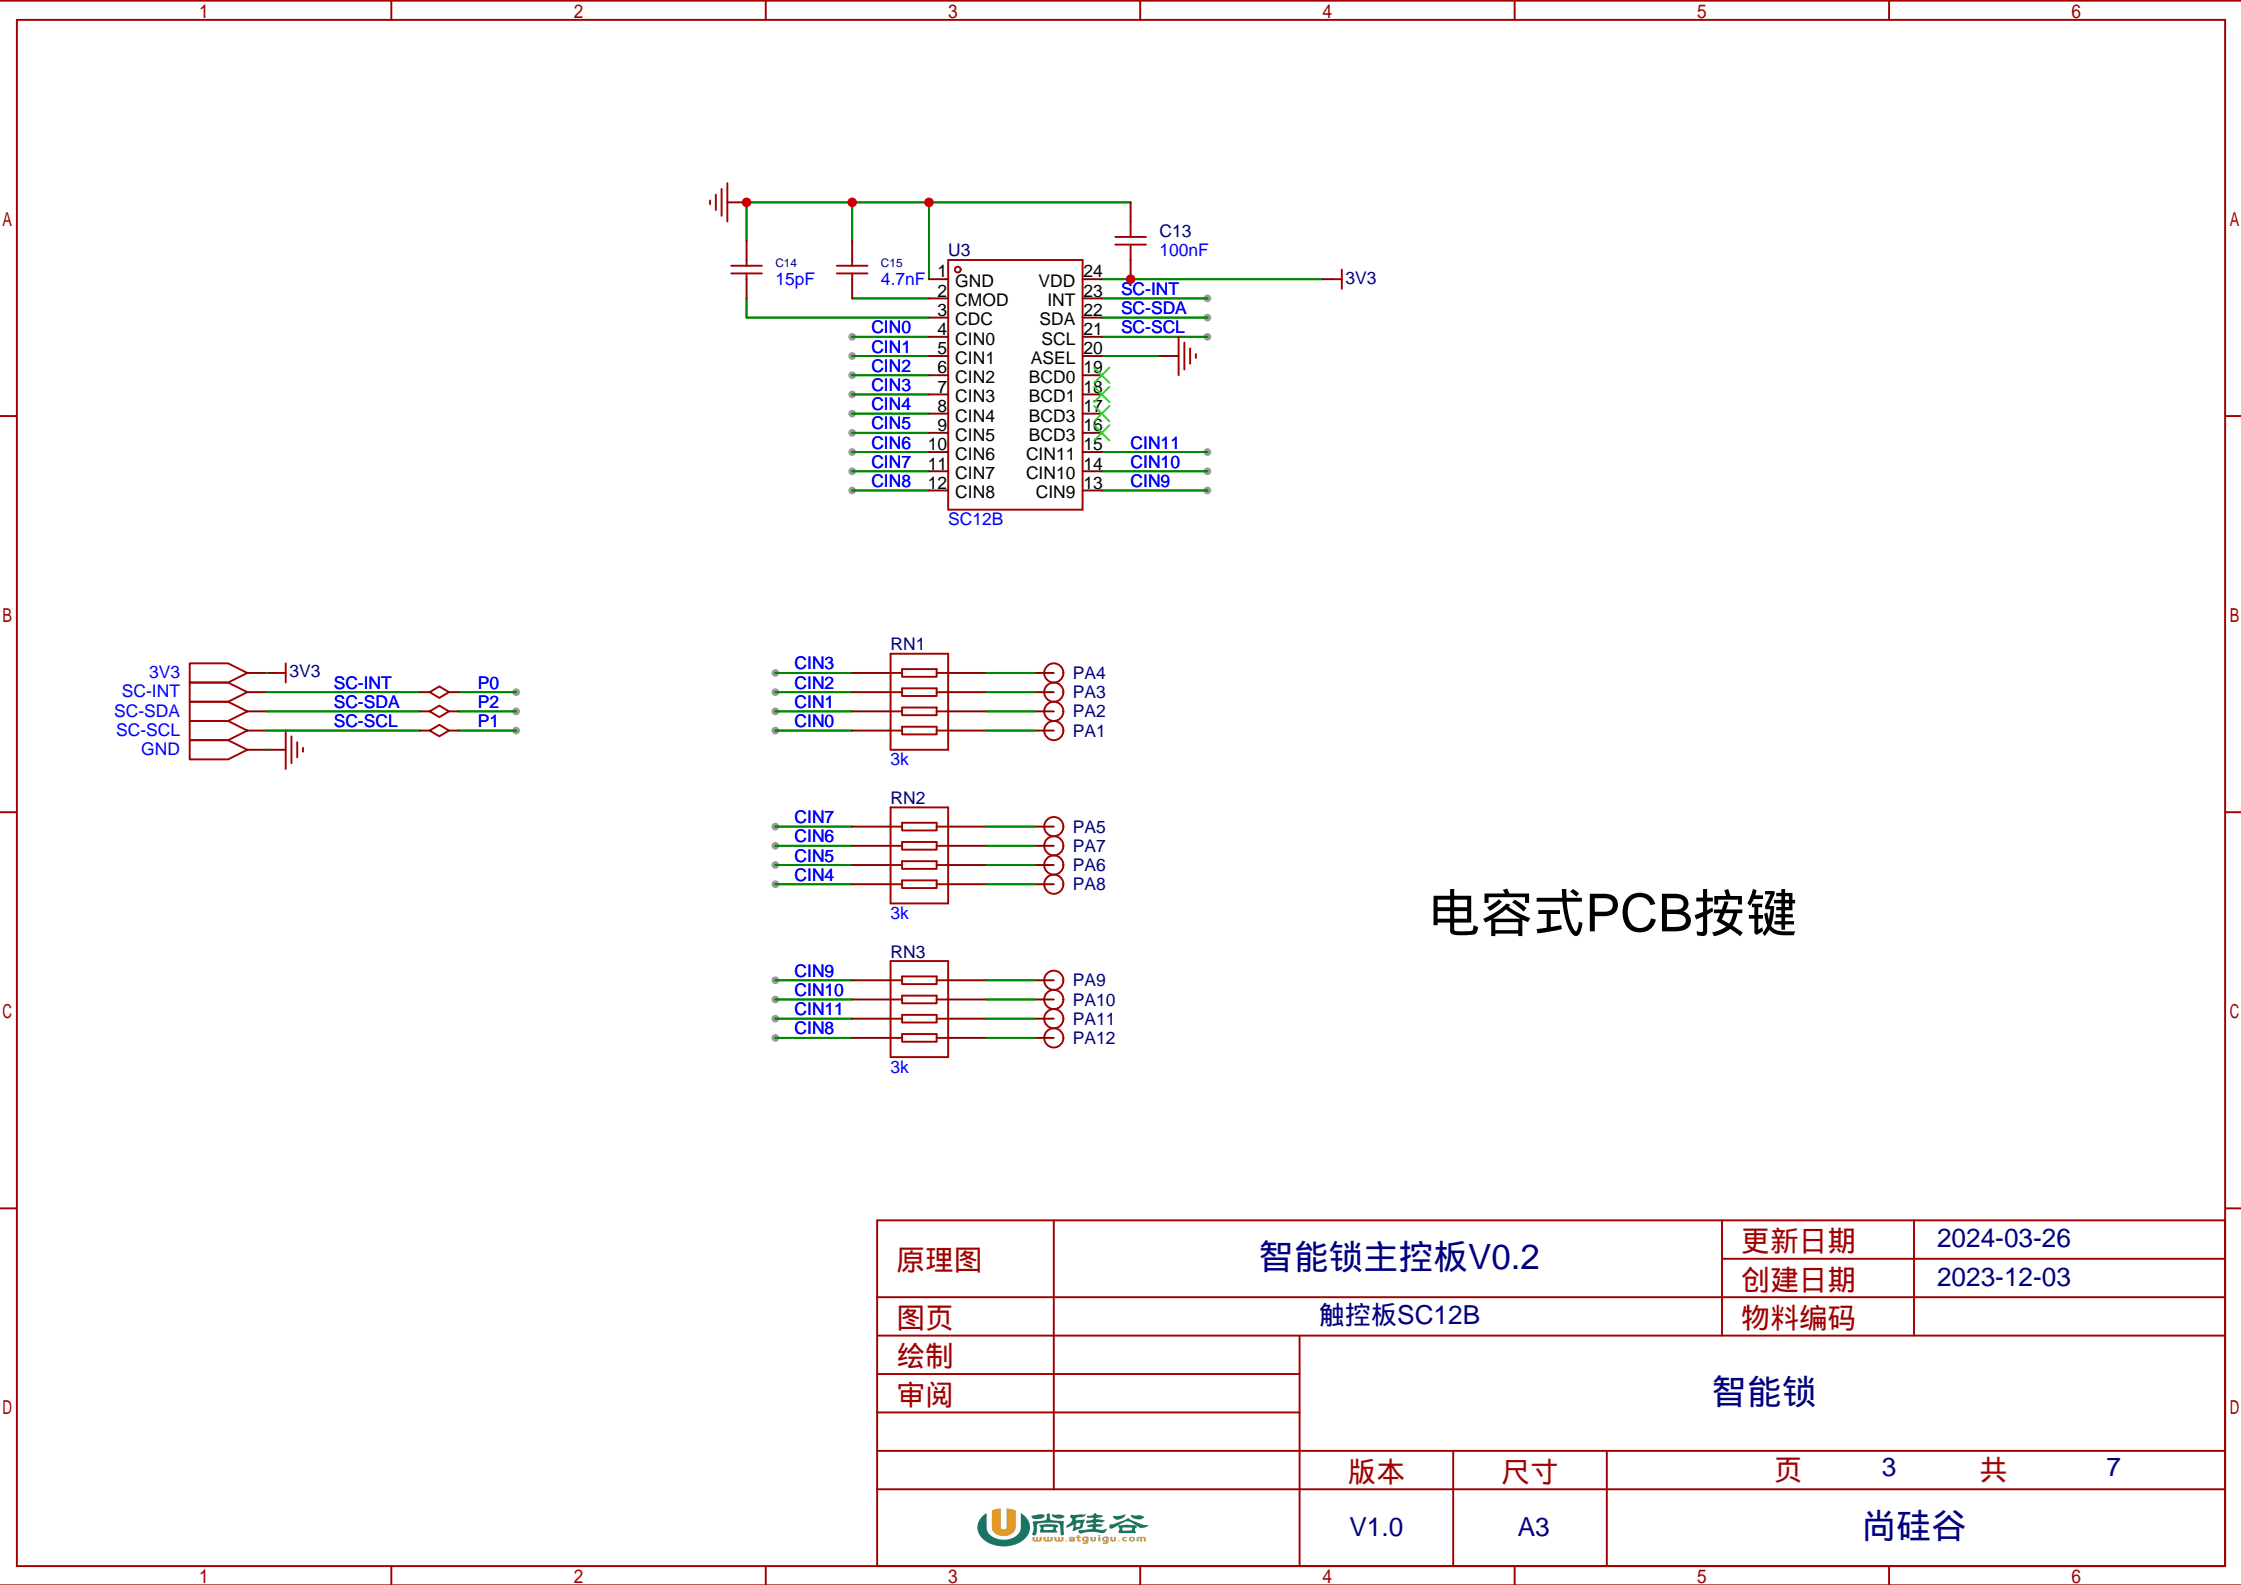 1 2 3 4 5 6
A A
C13
100nF
U3
C14
15pF
C15
4.7nF
1 GND VDD 24
3V3
2 CMOD INT 23 SC-INT
3 CDC SDA 22 SC-SDA
CIN0 4 CIN0 SCL 21 SC-SCL
CIN1 5 CIN1 ASEL 20
CIN2 6 CIN2 BCD0 19
CIN3 7 CIN3 BCD1 18
CIN4 8 CIN4 BCD3 17
CIN5 9 CIN5 BCD3 16
CIN6 10 CIN6 CIN11 15 CIN11
CIN7 11 CIN7 CIN10 14 CIN10
CIN8 12 CIN8 CIN9 13 CIN9
SC12B
B B
3V3 3V3
SC-INT SC-INT P0
SC-SDA SC-SDA P2
SC-SCL SC-SCL P1
GND
RN1
CIN3 PA4
CIN2 PA3
CIN1 PA2
CIN0 PA1
3k
RN2
CIN7 PA5
CIN6 PA7
CIN5 PA6
CIN4 PA8
3k
电容式PCB按键
RN3
CIN9 PA9
CIN10 PA10
CIN11 PA11
CIN8 PA12
3k
C C
原理图 智能锁主控板V0.2 更新日期 2024-03-26
创建日期 2023-12-03
图页 触控板SC12B 物料编码
绘制
审阅
智能锁
D D
版本 尺寸 页 3 共 7
U尚硅谷
www.atguigu.com
V1.0 A3 尚硅谷
1 2 3 4 5 6